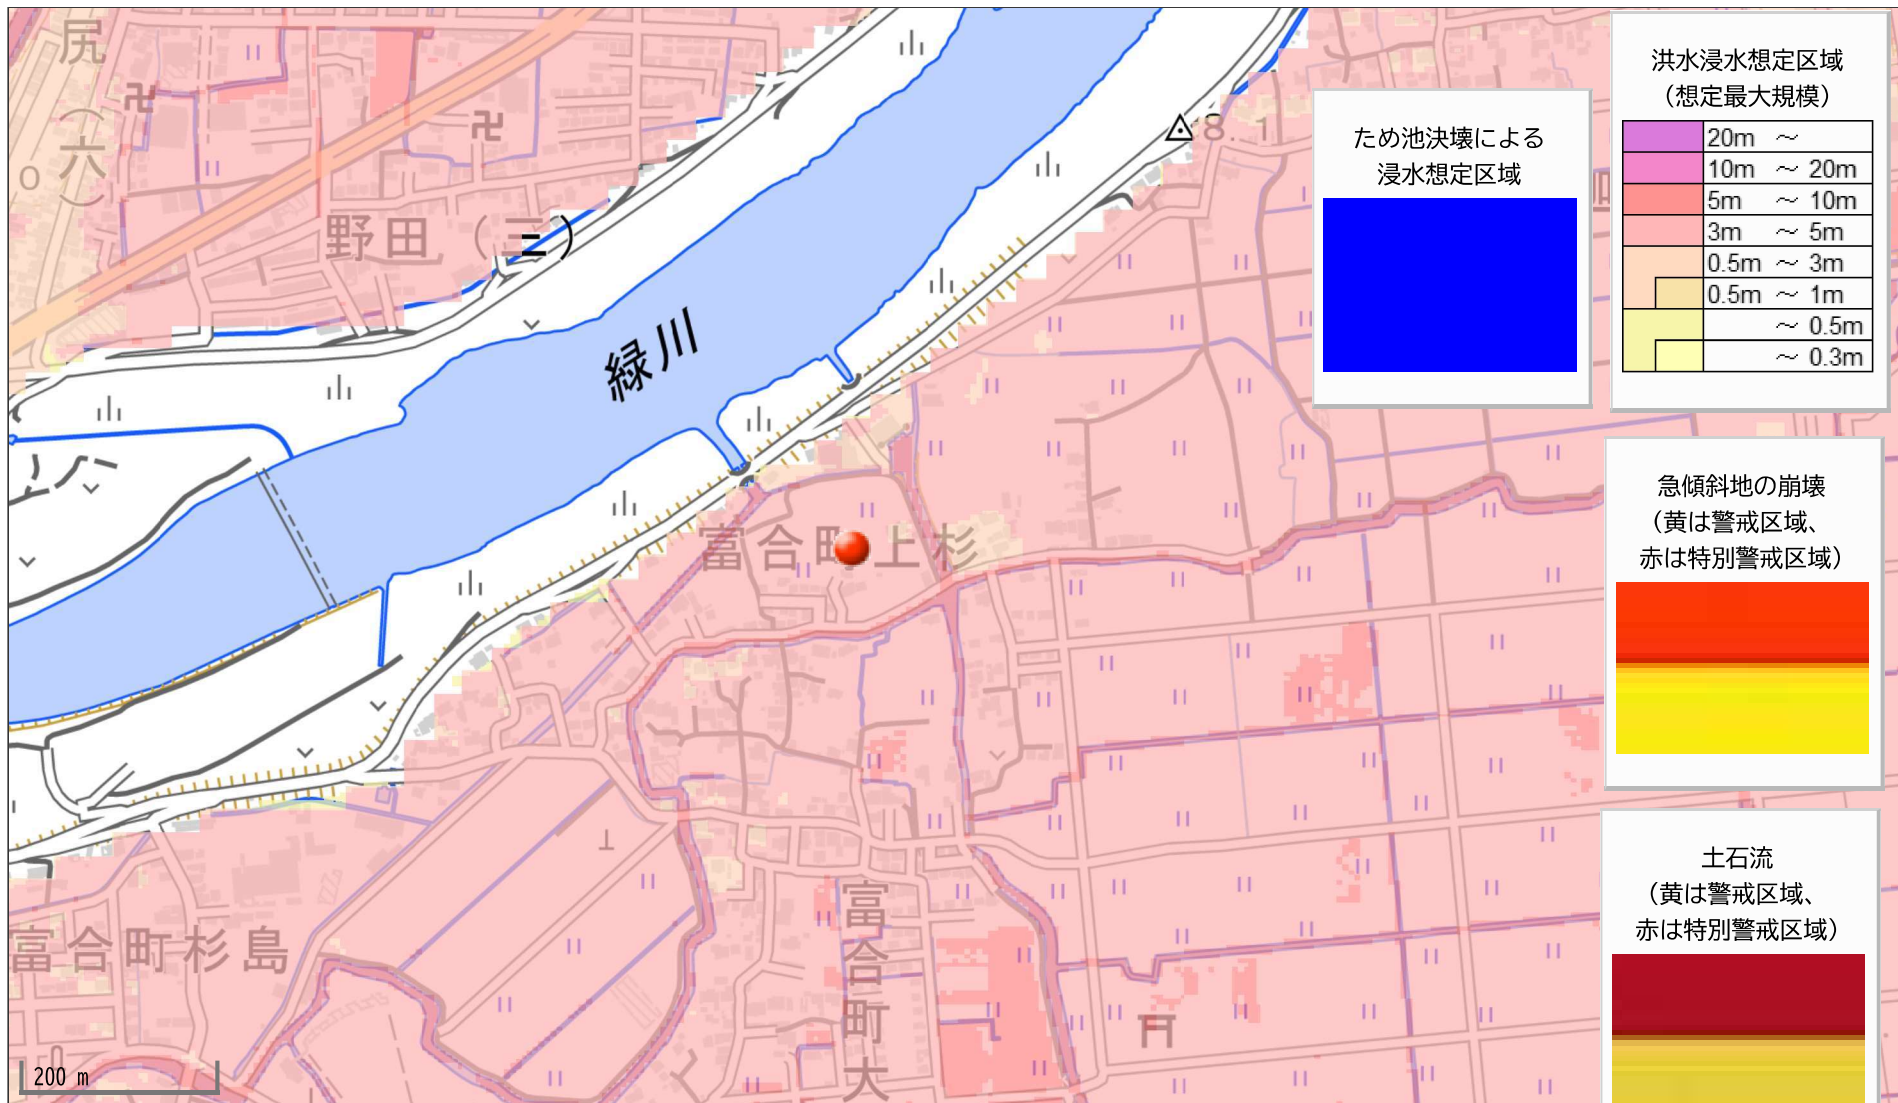 尻
（六）
野田（三）
緑川
8.1
富合町上杉
富合町杉島
富合町大
200 m
ため池決壊による
浸水想定区域
洪水浸水想定区域
（想定最大規模）
20m ～
10m ～ 20m
5m ～ 10m
3m ～ 5m
0.5m ～ 3m
0.5m ～ 1m
～ 0.5m
～ 0.3m
急傾斜地の崩壊
（黄は警戒区域、
赤は特別警戒区域）
土石流
（黄は警戒区域、
赤は特別警戒区域）